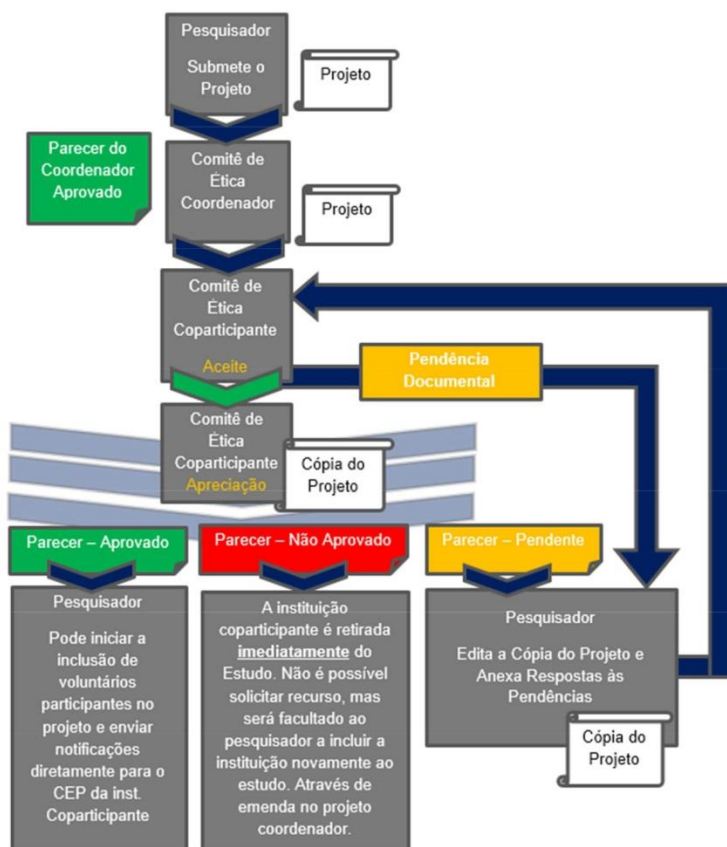 Pesquisador
Submete o
Projeto
Projeto
Parecer do
Coordenador
Aprovado
Comitê de
Ética
Coordenador
Projeto
Comitê de
Ética
Coparticipante
Aceite
Pendência
Documental
Comitê de
Ética
Coparticipante
Apreciação
Cópia do
Projeto
Parecer – Aprovado
Pesquisador
Pode iniciar a
inclusão de
voluntários
participantes no
projeto e enviar
notificações
diretamente para o
CEP da inst.
Coparticipante
Parecer – Não Aprovado
A instituição
coparticipante é retirada
imediatamente do
Estudo. Não é possível
solicitar recurso, mas
será facultado ao
pesquisador a incluir a
instituição novamente ao
estudo. Através de
emenda no projeto
coordenador.
Parecer – Pendente
Pesquisador
Edita a Cópia do Projeto e
Anexa Respostas às
Pendências
Cópia do
Projeto